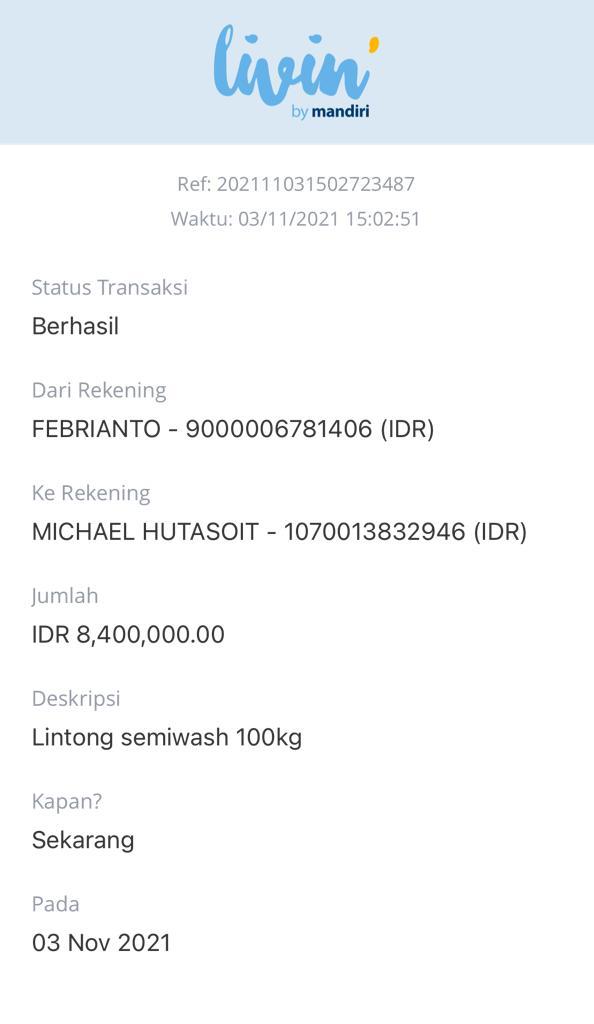 livin'
by mandiri
Ref: 202111031502723487
Waktu: 03/11/2021 15:02:51
Status Transaksi
Berhasil
Dari Rekening
FEBRIANTO - 9000006781406 (IDR)
Ke Rekening
MICHAEL HUTASOIT - 1070013832946 (IDR)
Jumlah
IDR 8,400,000.00
Deskripsi
Lintong semiwash 100kg
Kapan?
Sekarang
Pada
03 Nov 2021